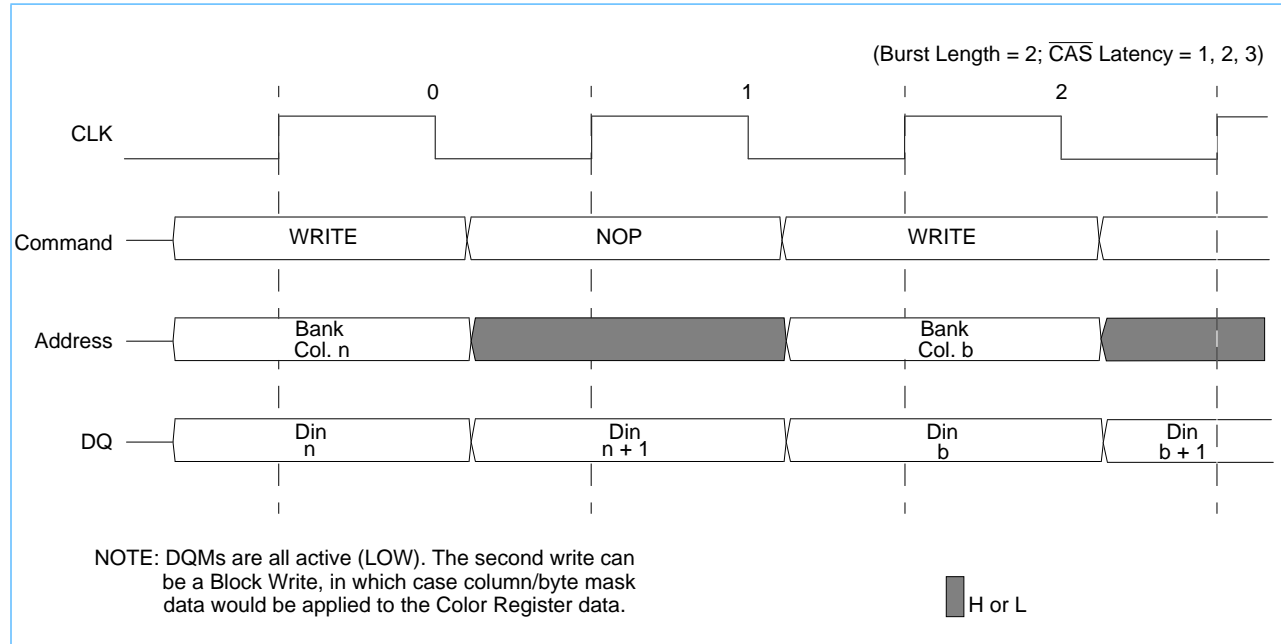 (Burst Length = 2; CAS Latency = 1, 2, 3)
0 1 2
CLK
Command WRITE NOP WRITE
Address Bank Col. n Bank Col. b
DQ Din n Din n + 1 Din b Din b + 1
NOTE: DQMs are all active (LOW). The second write can
be a Block Write, in which case column/byte mask
data would be applied to the Color Register data.
H or L